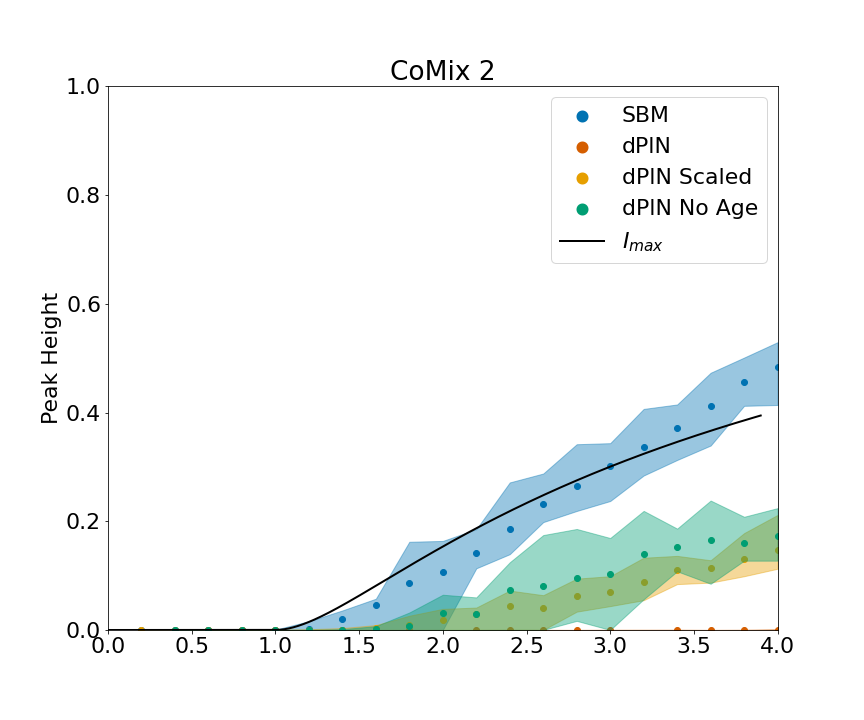 CoMix 2
1.0
0.8
0.6
0.4
0.2
0.0
Peak Height
SBM
dPIN
dPIN Scaled
dPIN No Age
I_max
0.0 0.5 1.0 1.5 2.0 2.5 3.0 3.5 4.0